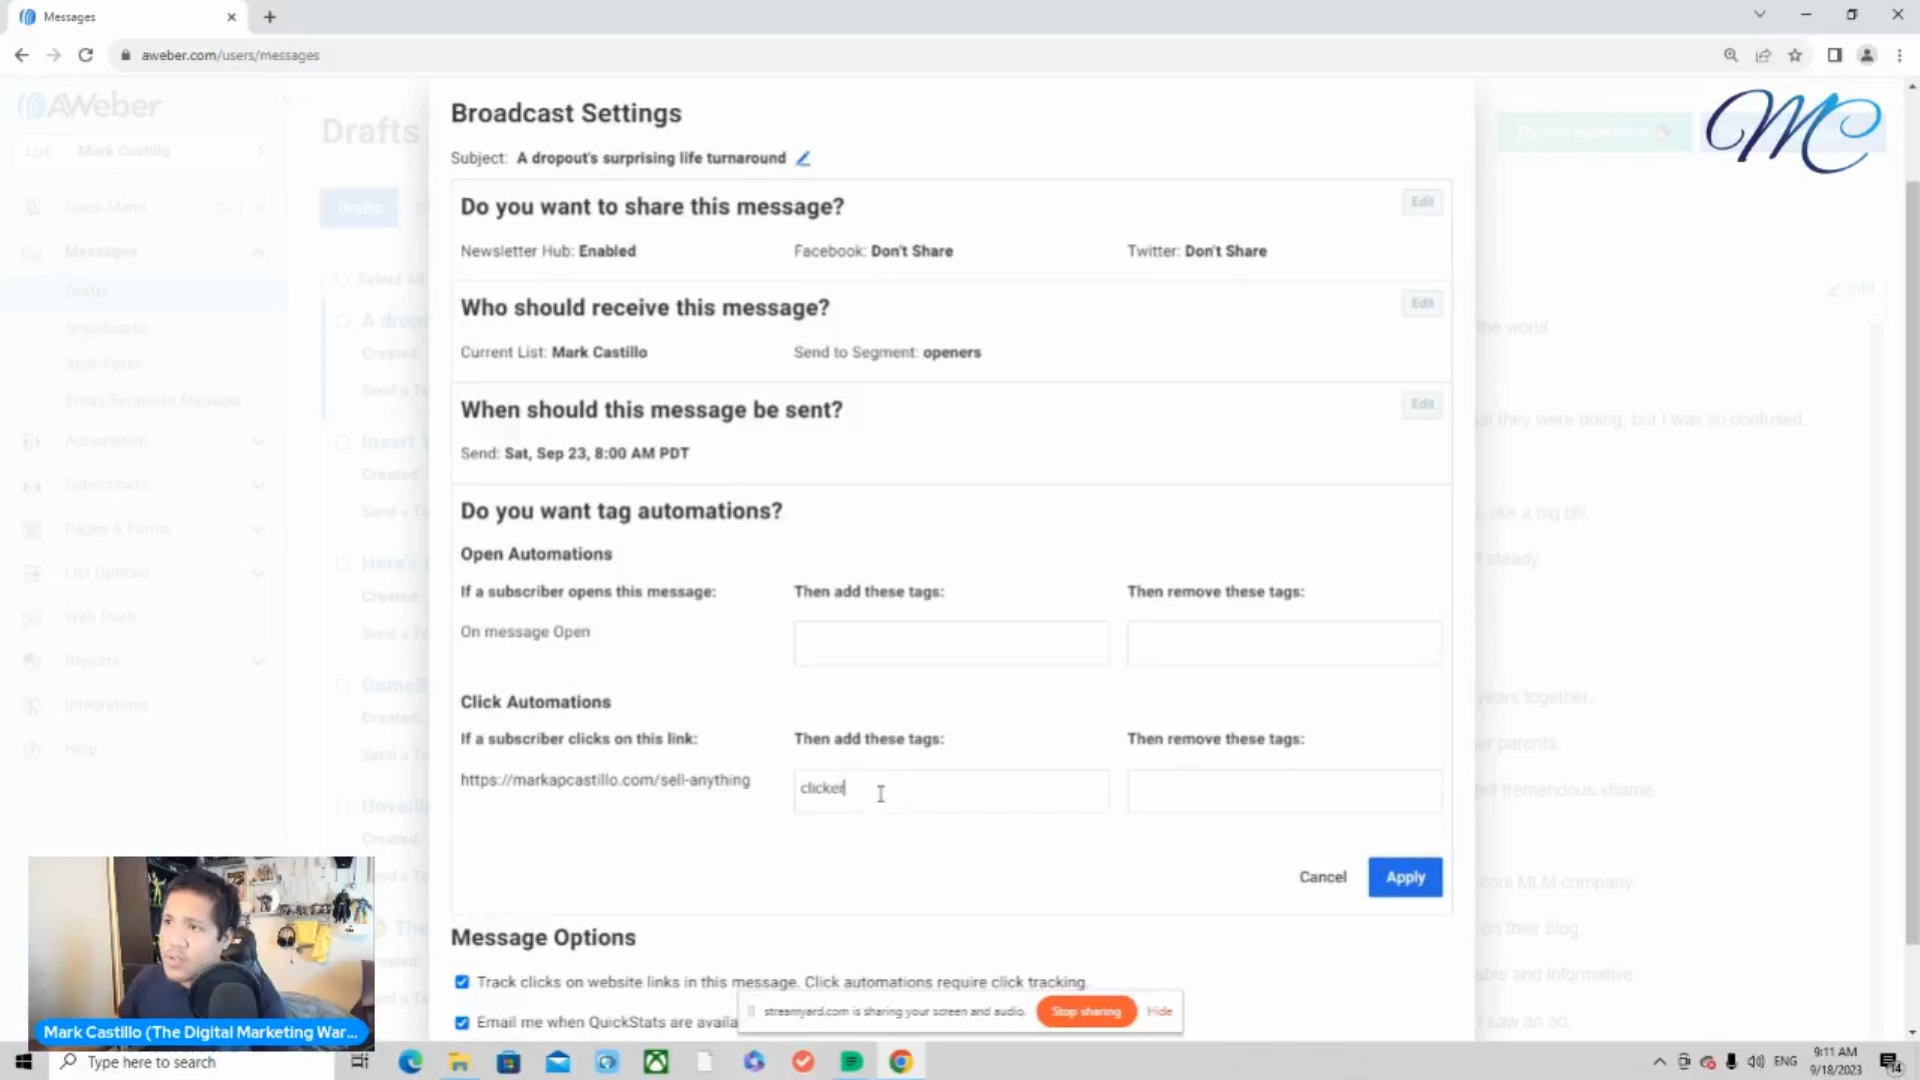 Messages
aweber.com/users/messages
AWeber
List Mark Castillo
Quick Menu
Messages
Drafts
Broadcasts
Split Tests
Email Template Manager
Automation
Subscribers
Pages & Forms
List Options
Web Push
Reports
Integrations
Help
Drafts
Drafts
Select All
Created
Insert
Created
Here's
Created
GameS
Created
Unveili
Created
The
Broadcast Settings
Subject: A dropout's surprising life turnaround
Do you want to share this message?
Edit
Newsletter Hub: Enabled
Facebook: Don't Share
Twitter: Don't Share
Who should receive this message?
Edit
Current List: Mark Castillo
Send to Segment: openers
When should this message be sent?
Edit
Send: Sat, Sep 23, 8:00 AM PDT
Do you want tag automations?
Open Automations
If a subscriber opens this message:
Then add these tags:
Then remove these tags:
On message Open
Click Automations
If a subscriber clicks on this link:
Then add these tags:
Then remove these tags:
https://markapcastillo.com/sell-anything
clicker
Cancel
Apply
Message Options
Track clicks on website links in this message. Click automations require click tracking.
Email me when QuickStats are availa
streamyard.com is sharing your screen and audio.
Stop sharing
Hide
MC
Edit
the world.
at they were doing, but I was so confused.
like a big bill.
steady.
years together.
er parents.
tremendous shame.
cool MLM company.
on their blog.
able and informative.
I saw an ad.
Mark Castillo (The Digital Marketing War...
Type here to search
ENG
9:11 AM
9/18/2023
14